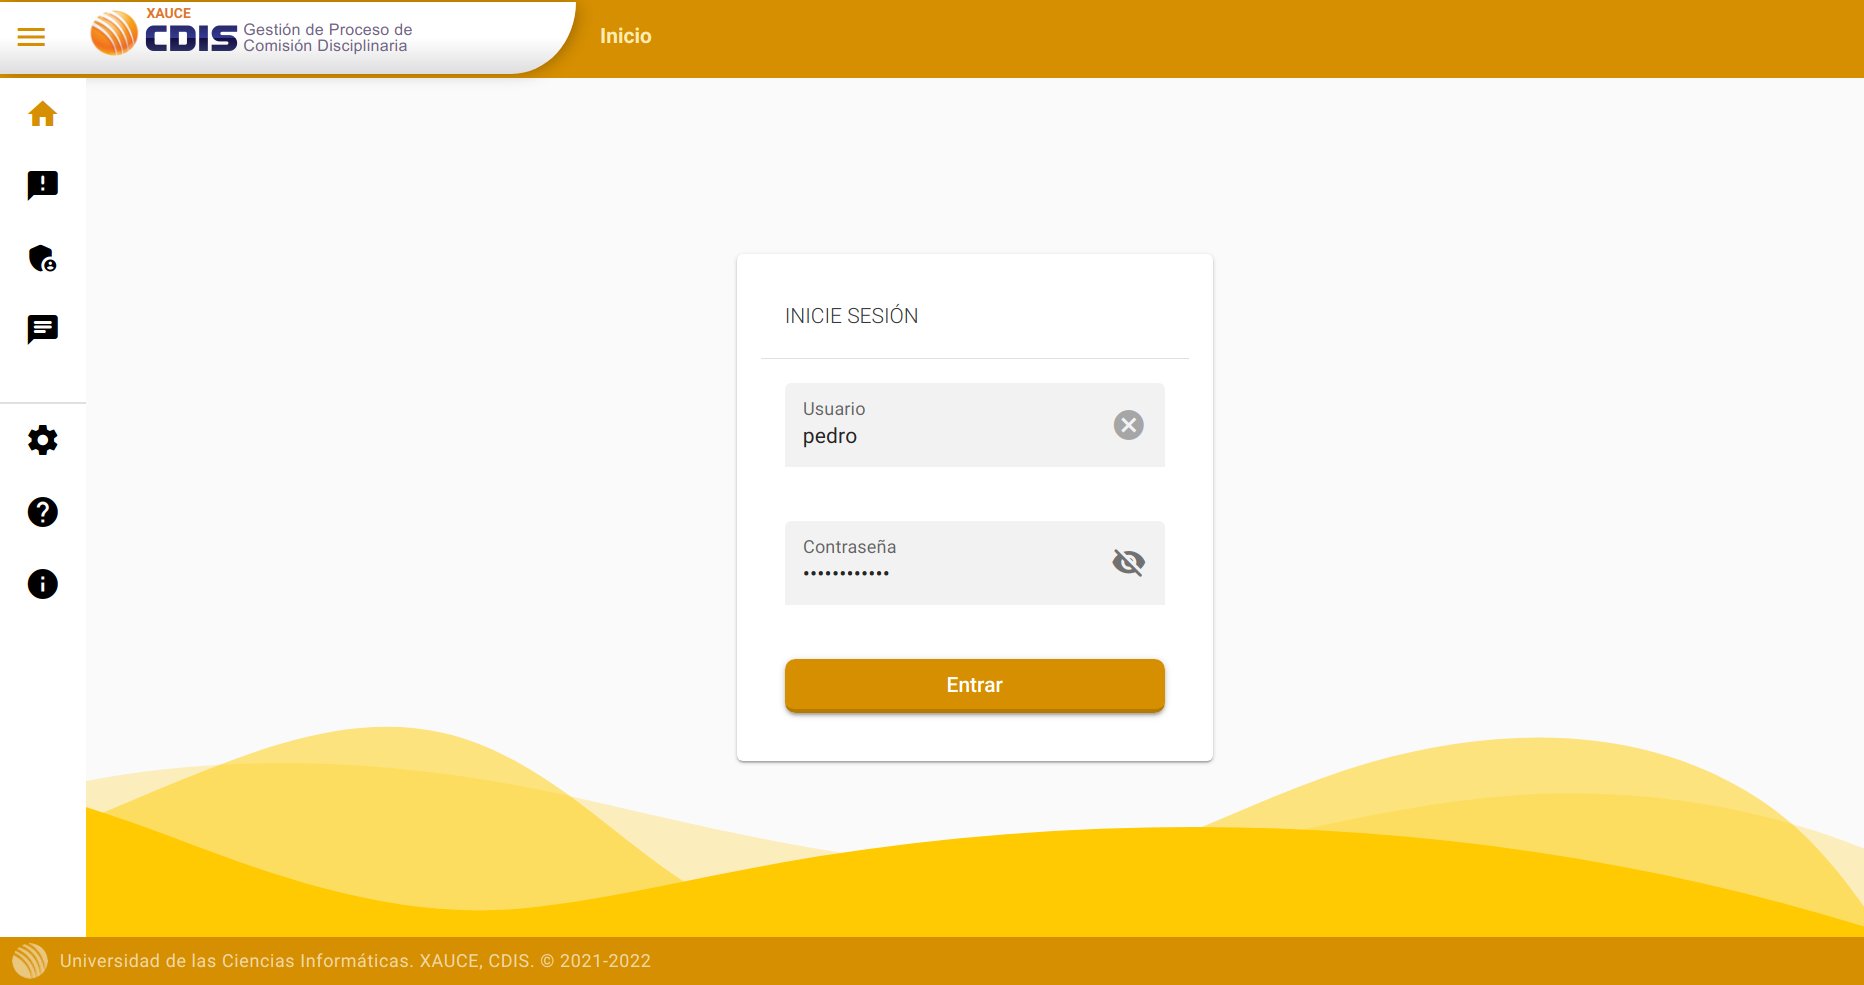 XAUCE
CDIS
Gestión de Proceso de
Comisión Disciplinaria
Inicio
INICIE SESIÓN
Usuario
pedro
Contraseña
••••••••••••
Entrar
Universidad de las Ciencias Informáticas. XAUCE, CDIS. © 2021-2022